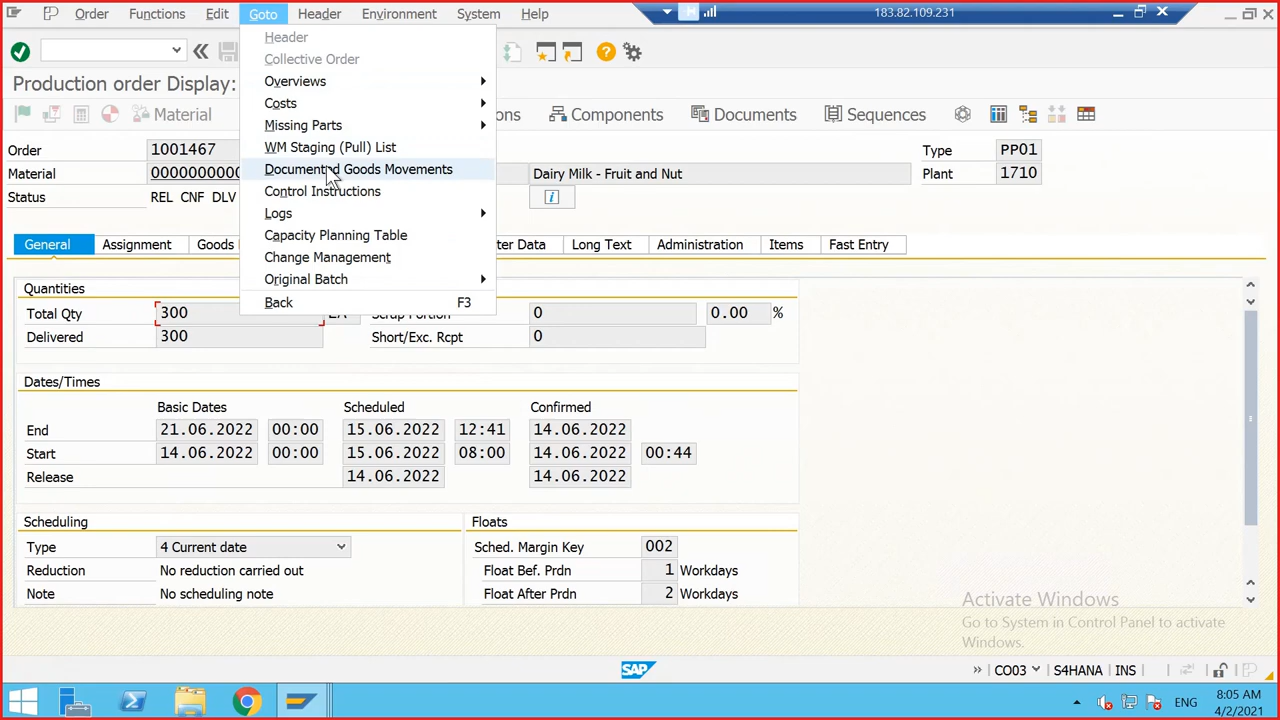 Order Functions Edit Goto Header Environment System Help 183.82.109.231
Header
Collective Order
Production order Display:
Overviews
Costs
Material
Missing Parts
Components Documents Sequences
WM Staging (Pull) List
Order 1001467 Type PP01
Documented Goods Movements
Material 0000000000 Dairy Milk - Fruit and Nut Plant 1710
Control Instructions
Status REL CNF DLV
Logs
Capacity Planning Table
General Assignment Goods Long Text Administration Items Fast Entry
Change Management
Original Batch
Back F3
Quantities
Total Qty 300 Scrap Portion 0 0.00 %
Delivered 300 Short/Exc. Rcpt 0
Dates/Times
Basic Dates Scheduled Confirmed
End 21.06.2022 00:00 15.06.2022 12:41 14.06.2022
Start 14.06.2022 00:00 15.06.2022 08:00 14.06.2022 00:44
Release 14.06.2022 14.06.2022
Scheduling Floats
Type 4 Current date Sched. Margin Key 002
Reduction No reduction carried out Float Bef. Prdn 1 Workdays
Note No scheduling note Float After Prdn 2 Workdays
Activate Windows
Go to System in Control Panel to activate
Windows.
SAP CO03 S4HANA INS
ENG 8:05 AM
4/2/2021